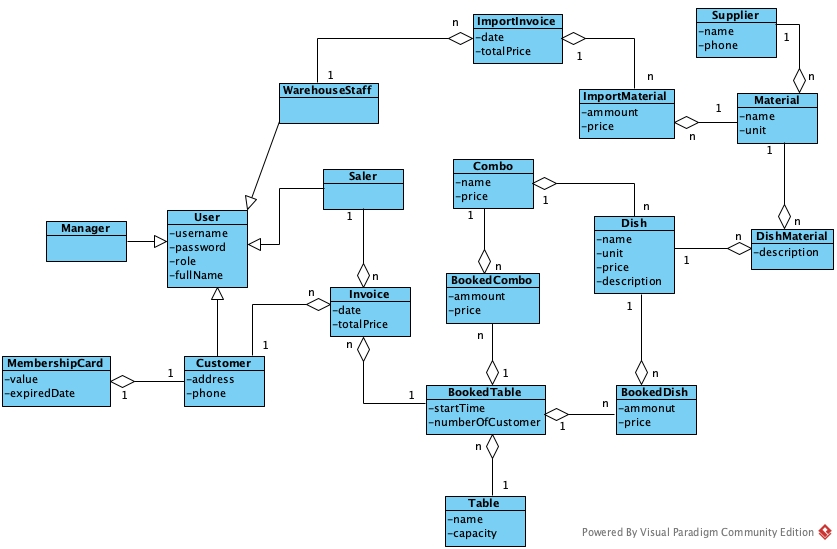 n
ImportInvoice
-date
-totalPrice
1
n
Supplier
-name
-phone
1
n
1
WarehouseStaff
ImportMaterial
-ammount
-price
1
n
Material
-name
-unit
1
n
Saler
1
n
Combo
-name
-price
1
n
1
n
Manager
User
-username
-password
-role
-fullName
Dish
-name
-unit
-price
-description
1
n
1
n
DishMaterial
-description
BookedCombo
-ammount
-price
n
1
n
Invoice
-date
-totalPrice
n
1
1
MembershipCard
-value
-expiredDate
1
1
Customer
-address
-phone
BookedTable
-startTime
-numberOfCustomer
1
n
BookedDish
-ammonut
-price
n
1
Table
-name
-capacity
Powered By Visual Paradigm Community Edition